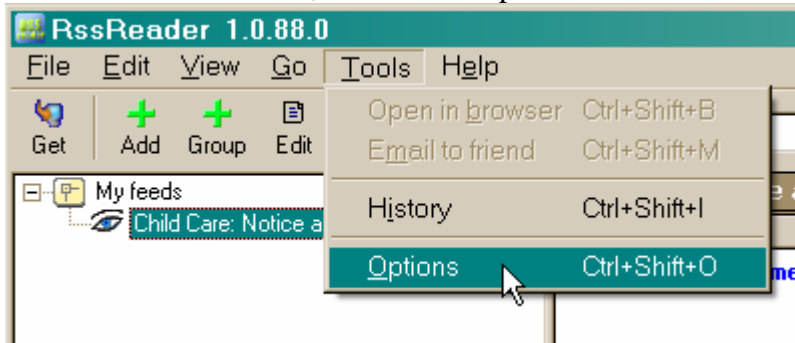 RssReader 1.0.88.0
File Edit View Go Tools Help
Get Add Group Edit
Open in browser Ctrl+Shift+B
Email to friend Ctrl+Shift+M
History Ctrl+Shift+I
Options Ctrl+Shift+O
My feeds
Child Care: Notice a